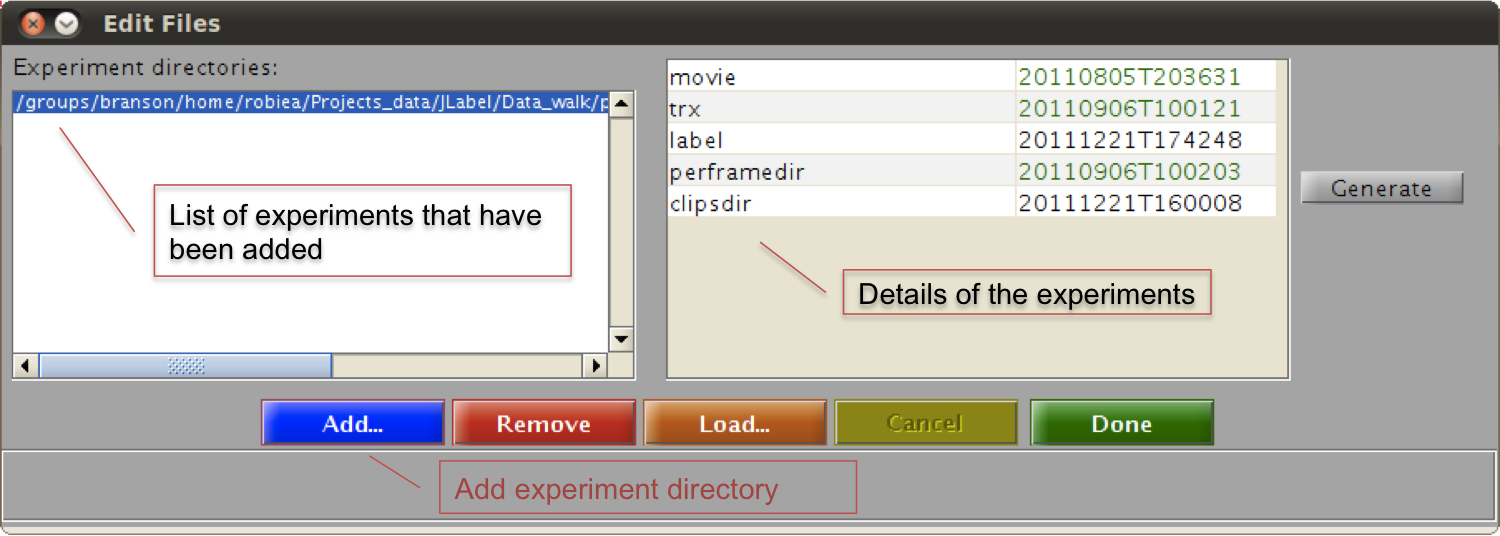 Edit Files
Experiment directories:
/groups/branson/home/robiea/Projects_data/JLabel/Data_walk/p
movie 20110805T203631
trx 20110906T100121
label 20111221T174248
perframedir 20110906T100203
clipsdir 20111221T160008
Generate
List of experiments that have
been added
Details of the experiments
Add... Remove Load... Cancel Done
Add experiment directory